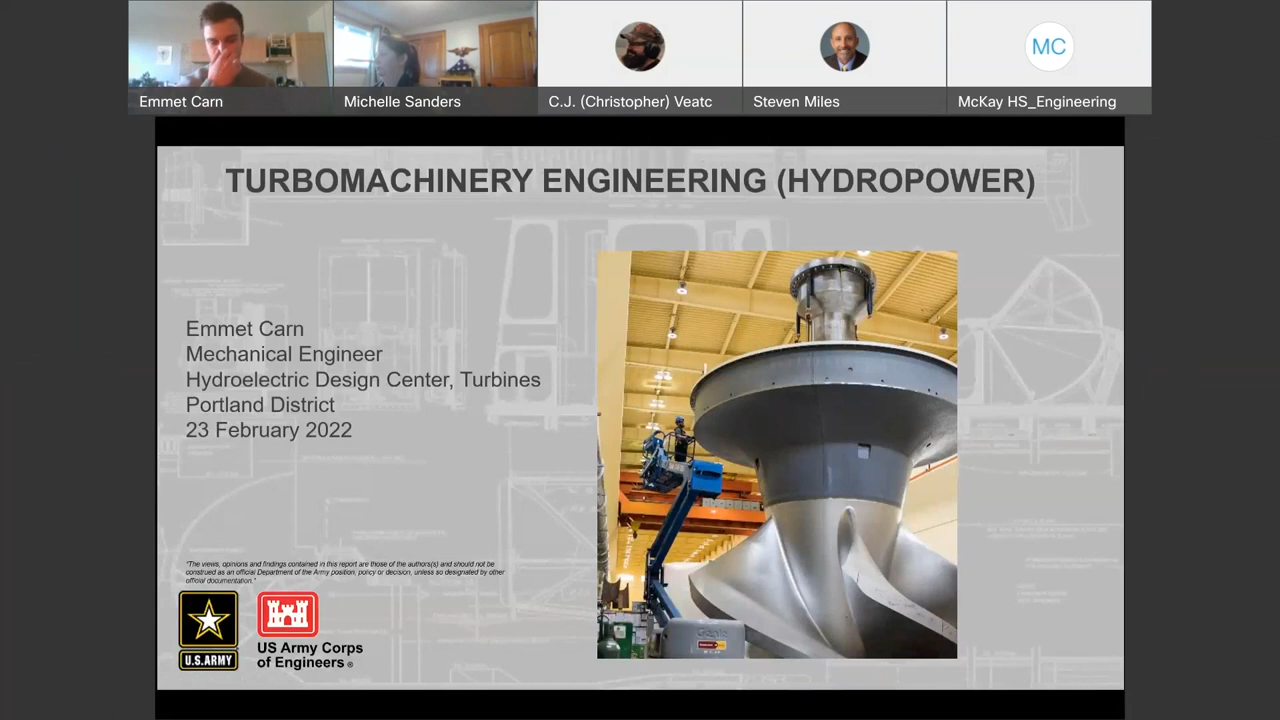 Emmet Carn
Michelle Sanders
C.J. (Christopher) Veatc
Steven Miles
MC
McKay HS_Engineering
TURBOMACHINERY ENGINEERING (HYDROPOWER)
Emmet Carn
Mechanical Engineer
Hydroelectric Design Center, Turbines
Portland District
23 February 2022
"The views, opinions and findings contained in this report are those of the authors(s) and should not be
construed as an official Department of the Army position, policy or decision, unless so designated by other
official documentation."
U.S.ARMY
US Army Corps
of Engineers ®
Genie